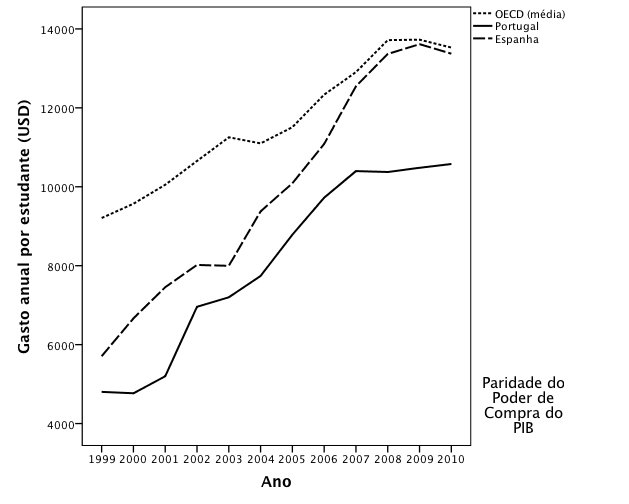 OECD (média)
Portugal
Espanha
14000
12000
10000
8000
6000
4000
Gasto anual por estudante (USD)
1999 2000 2001 2002 2003 2004 2005 2006 2007 2008 2009 2010
Ano
Paridade do
Poder de
Compra do
PIB